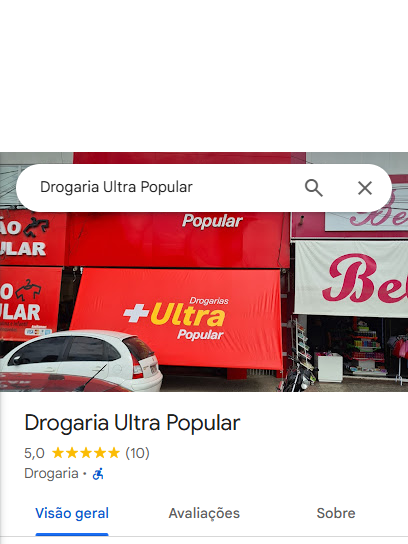 Drogaria Ultra Popular
Popular
ÃO
ULAR
Be
Drogarias
+Ultra
Popular
O
ULAR
Bel
Drogaria Ultra Popular
5,0 ★★★★★ (10)
Drogaria ·
Visão geral
Avaliações
Sobre